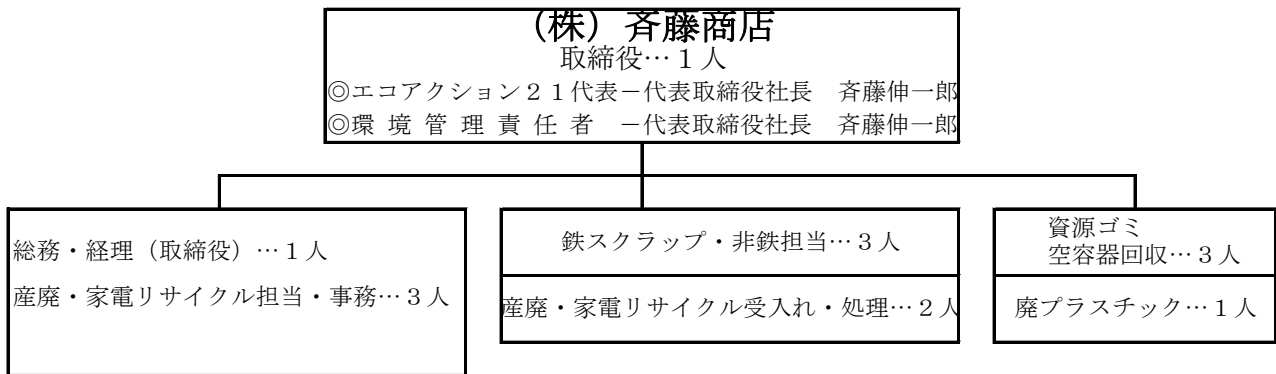 （株）斉藤商店
取締役…１人
◎エコアクション２１代表－代表取締役社長　斉藤伸一郎
◎環 境 管 理 責 任 者　－代表取締役社長　斉藤伸一郎
総務・経理（取締役）…１人
産廃・家電リサイクル担当・事務…３人
鉄スクラップ・非鉄担当…３人
産廃・家電リサイクル受入れ・処理…２人
資源ゴミ
空容器回収…３人
廃プラスチック…１人